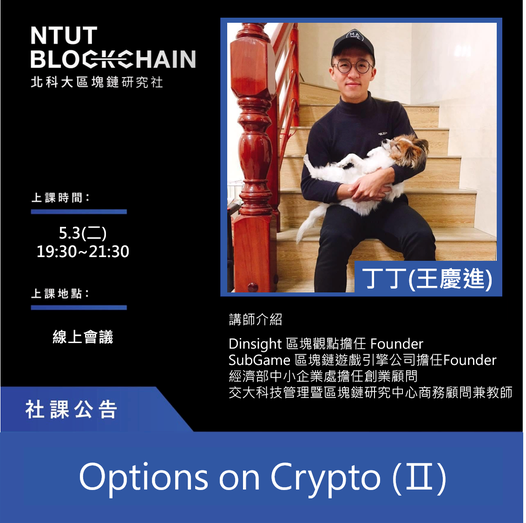 NTUT
BLOCKCHAIN
北科大區塊鏈研究社
上課時間：
5.3(二)
19:30~21:30
上課地點：
線上會議
社課公告
丁丁(王慶進)
講師介紹
Dinsight 區塊觀點擔任 Founder
SubGame 區塊鏈遊戲引擎公司擔任Founder
經濟部中小企業處擔任創業顧問
交大科技管理暨區塊鏈研究中心商務顧問兼教師
Options on Crypto (Ⅱ)